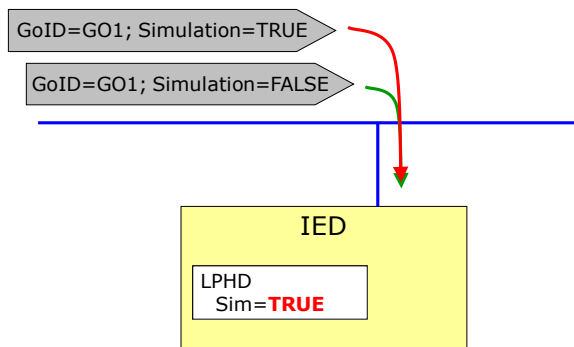 GoID=GO1; Simulation=TRUE
GoID=GO1; Simulation=FALSE
IED
LPHD
Sim=TRUE